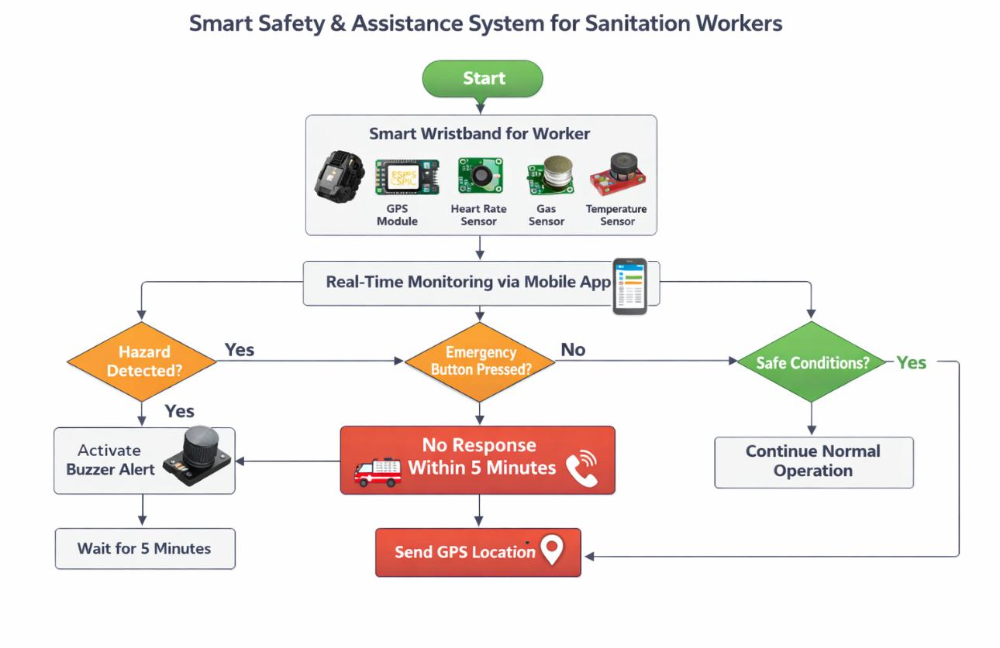 Smart Safety & Assistance System for Sanitation Workers
Start
Smart Wristband for Worker
GPS
Module
Heart Rate
Sensor
Gas
Sensor
Temperature
Sensor
Real-Time Monitoring via Mobile App
Hazard
Detected?
Yes
Emergency
Button Pressed?
No
Safe Conditions?
Yes
Yes
Activate
Buzzer Alert
No Response
Within 5 Minutes
Continue Normal
Operation
Wait for 5 Minutes
Send GPS Location